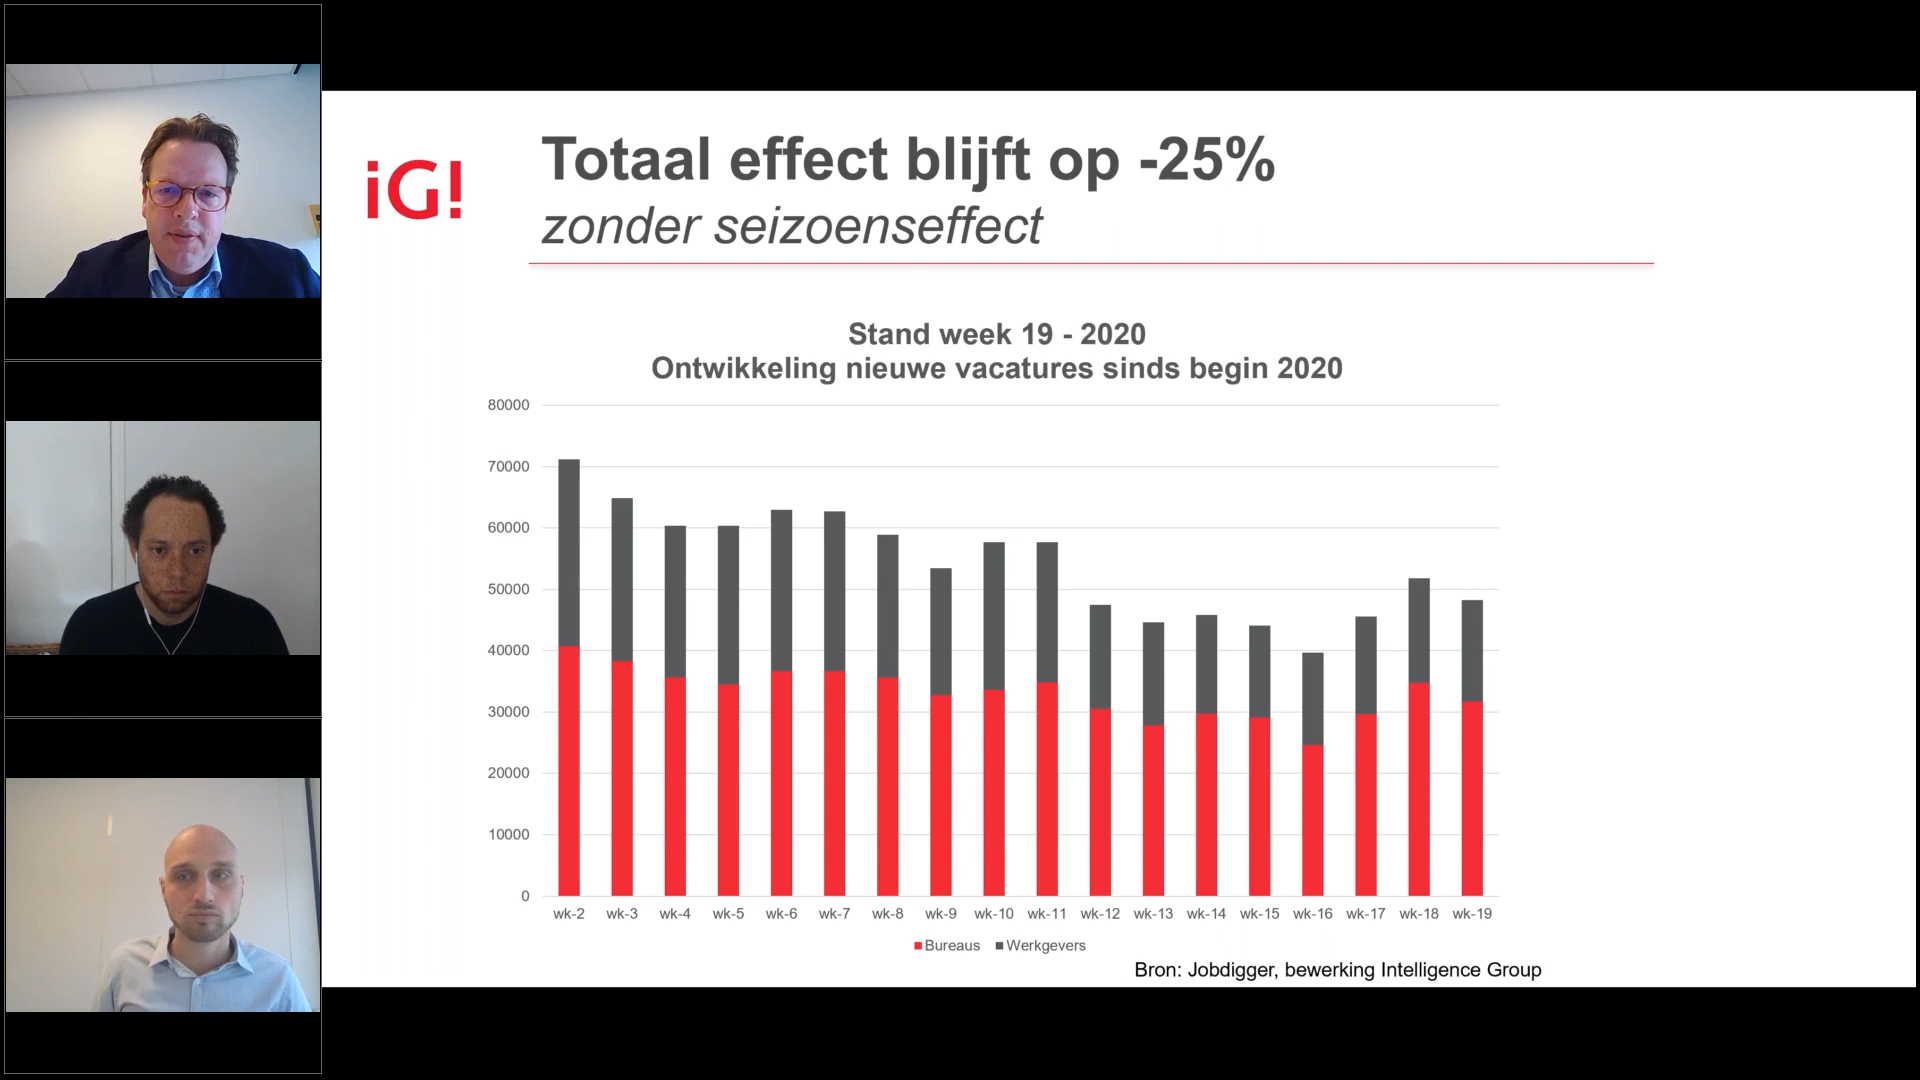 iG!
Totaal effect blijft op -25%
zonder seizoenseffect
Stand week 19 - 2020
Ontwikkeling nieuwe vacatures sinds begin 2020
80000
70000
60000
50000
40000
30000
20000
10000
0
wk-2 wk-3 wk-4 wk-5 wk-6 wk-7 wk-8 wk-9 wk-10 wk-11 wk-12 wk-13 wk-14 wk-15 wk-16 wk-17 wk-18 wk-19
Bureaus Werkgevers
Bron: Jobdigger, bewerking Intelligence Group